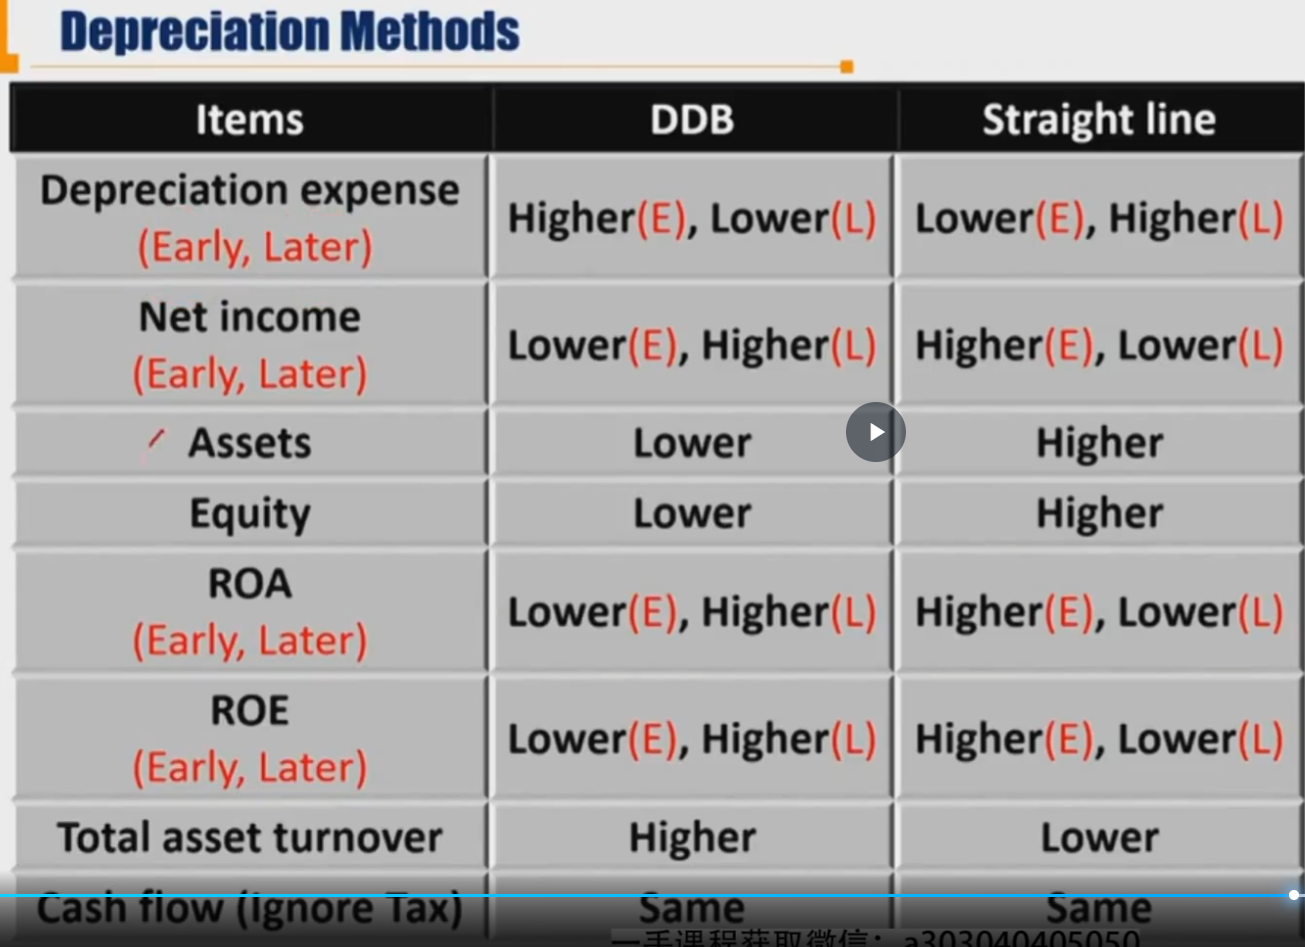 Depreciation Methods
Items DDB Straight line
Depreciation expense
(Early, Later) Higher(E), Lower(L) Lower(E), Higher(L)
Net income
(Early, Later) Lower(E), Higher(L) Higher(E), Lower(L)
Assets Lower Higher
Equity Lower Higher
ROA
(Early, Later) Lower(E), Higher(L) Higher(E), Lower(L)
ROE
(Early, Later) Lower(E), Higher(L) Higher(E), Lower(L)
Total asset turnover Higher Lower
Cash flow (Ignore Tax) Same Same
一手课程获取微信：a303040405050